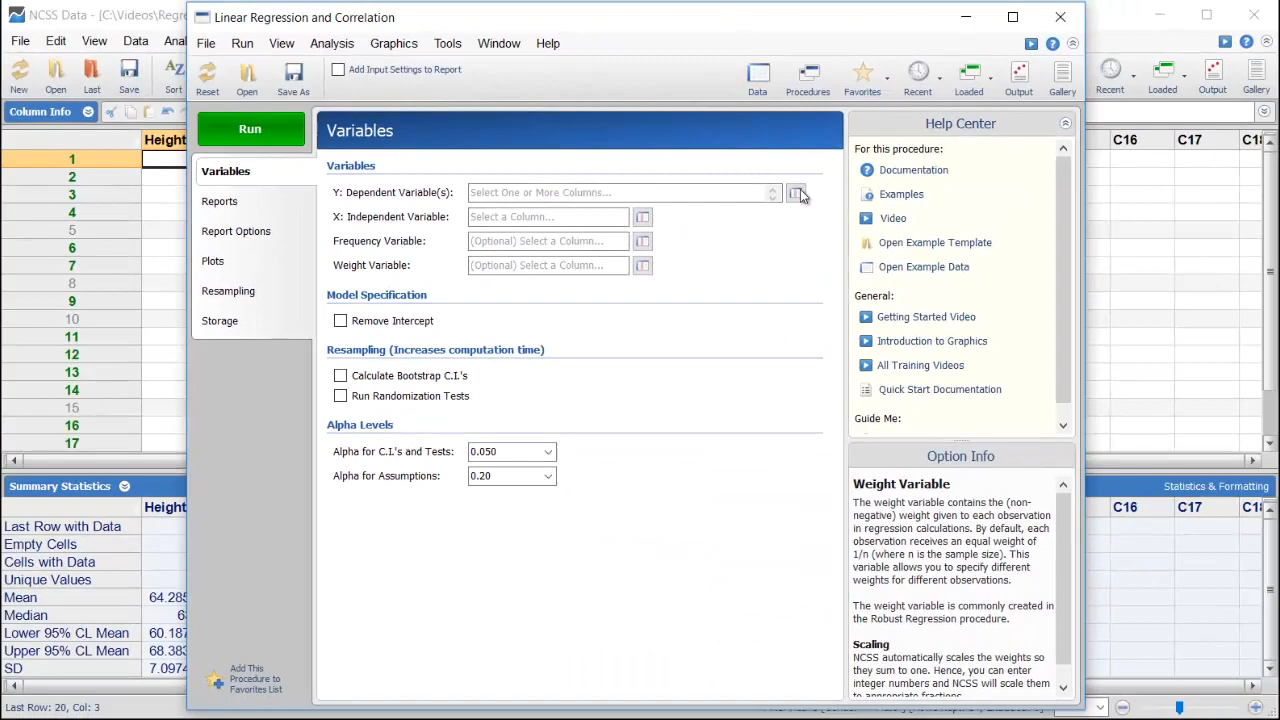 NCSS Data - [C:\Videos\Regre
Linear Regression and Correlation
File Edit View Data Ana
File Run View Analysis Graphics Tools Window Help
New Open Last Save Sort
Reset Open Save As Add Input Settings to Report Data Procedures Favorites Recent Loaded Output Gallery
Recent Loaded Output Gallery
Column Info
Height
C16 C17 C18
1
2
3
4
5
6
7
8
9
10
11
12
13
14
15
16
17
Run
Variables
Reports
Report Options
Plots
Resampling
Storage
Add This
Procedure to
Favorites List
Variables
Variables
Y: Dependent Variable(s): Select One or More Columns...
X: Independent Variable: Select a Column...
Frequency Variable: (Optional) Select a Column...
Weight Variable: (Optional) Select a Column...
Model Specification
Remove Intercept
Resampling (Increases computation time)
Calculate Bootstrap C.I.'s
Run Randomization Tests
Alpha Levels
Alpha for C.I.'s and Tests: 0.050
Alpha for Assumptions: 0.20
Help Center
For this procedure:
Documentation
Examples
Video
Open Example Template
Open Example Data
General:
Getting Started Video
Introduction to Graphics
All Training Videos
Quick Start Documentation
Guide Me:
Option Info
Weight Variable
The weight variable contains the (non-
negative) weight given to each observation
in regression calculations. By default, each
observation receives an equal weight of
1/n (where n is the sample size). This
variable allows you to specify different
weights for different observations.
The weight variable is commonly created in
the Robust Regression procedure.
Scaling
NCSS automatically scales the weights so
they sum to one. Hence, you can enter
integer numbers and NCSS will scale them
to appropriate fractions.
Summary Statistics
Statistics & Formatting
Height
C16 C17 C18
Last Row with Data
Empty Cells
Cells with Data
Unique Values
Mean 64.285
Median 6
Lower 95% CL Mean 60.187
Upper 95% CL Mean 68.383
SD 7.0974
Last Row: 20, Col: 3